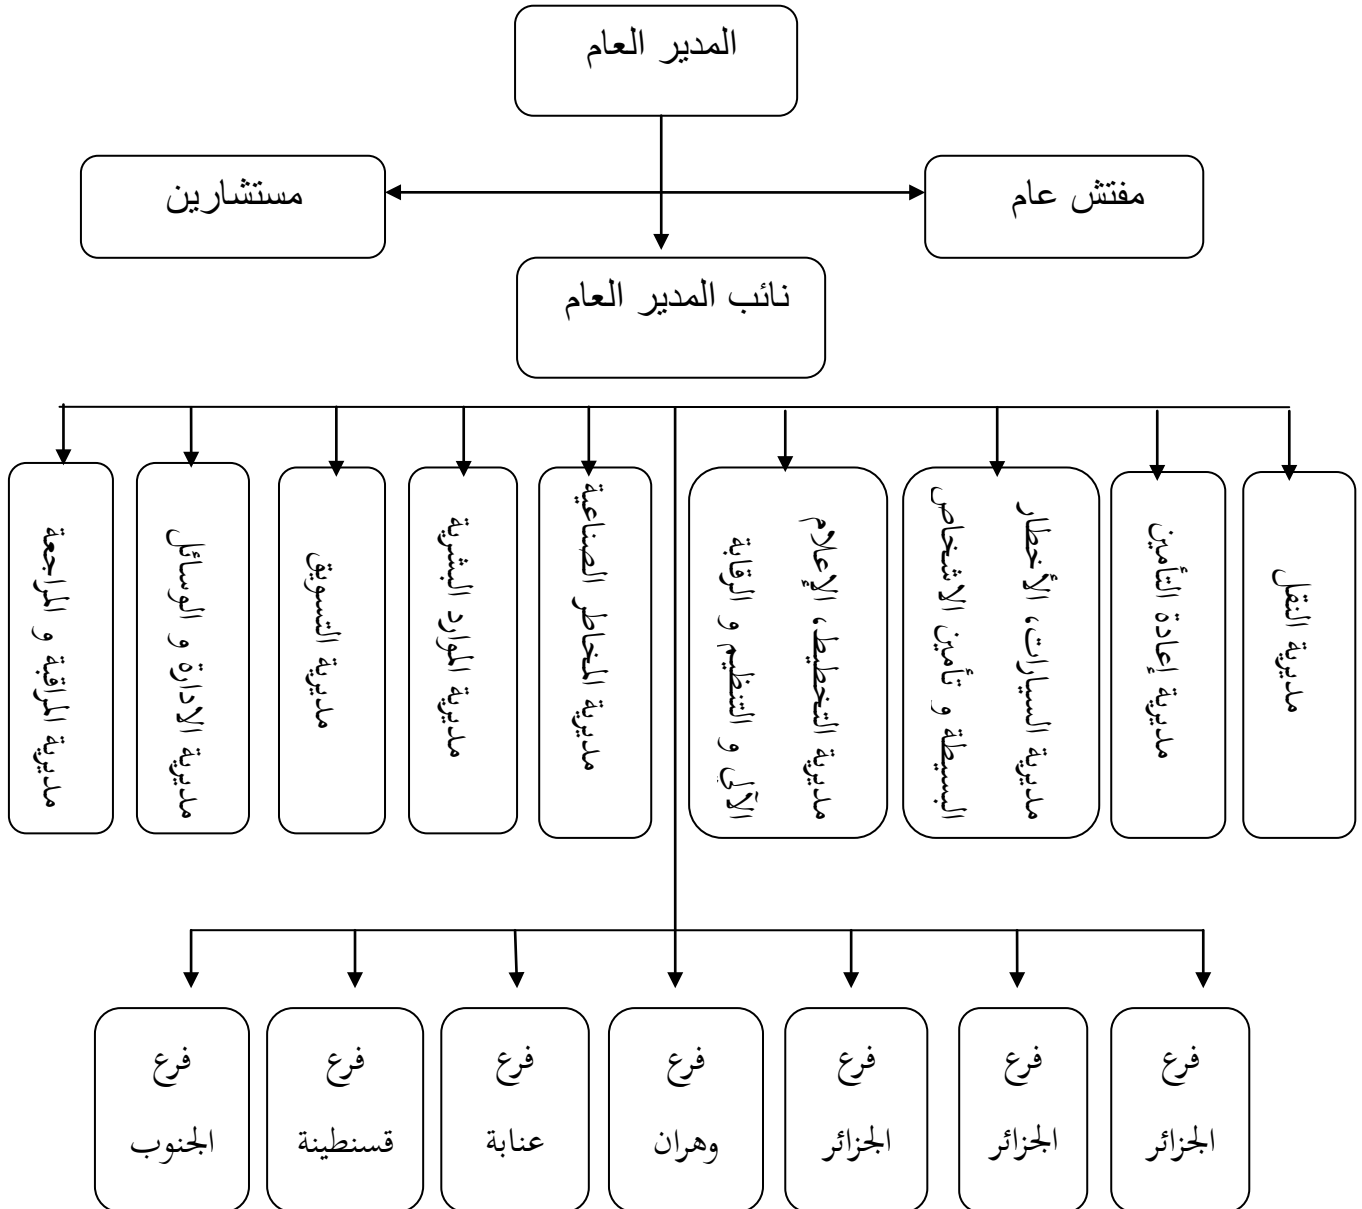 المدير العام
مفتش عام
مستشارين
نائب المدير العام
مديرية النقل
مديرية إعادة التأمين
مديرية السيارات، الأخطار
البسيطة و تأمين الاشخاص
مديرية التخطيط، الإعلام
الآلي و التنظيم و الرقابة
مديرية المخاطر الصناعية
مديرية الموارد البشرية
مديرية التسويق
مديرية الادارة و الوسائل
مديرية المراقبة و المراجعة
فرع
الجزائر
فرع
الجزائر
فرع
الجزائر
فرع
وهران
فرع
عنابة
فرع
قسنطينة
فرع
الجنوب